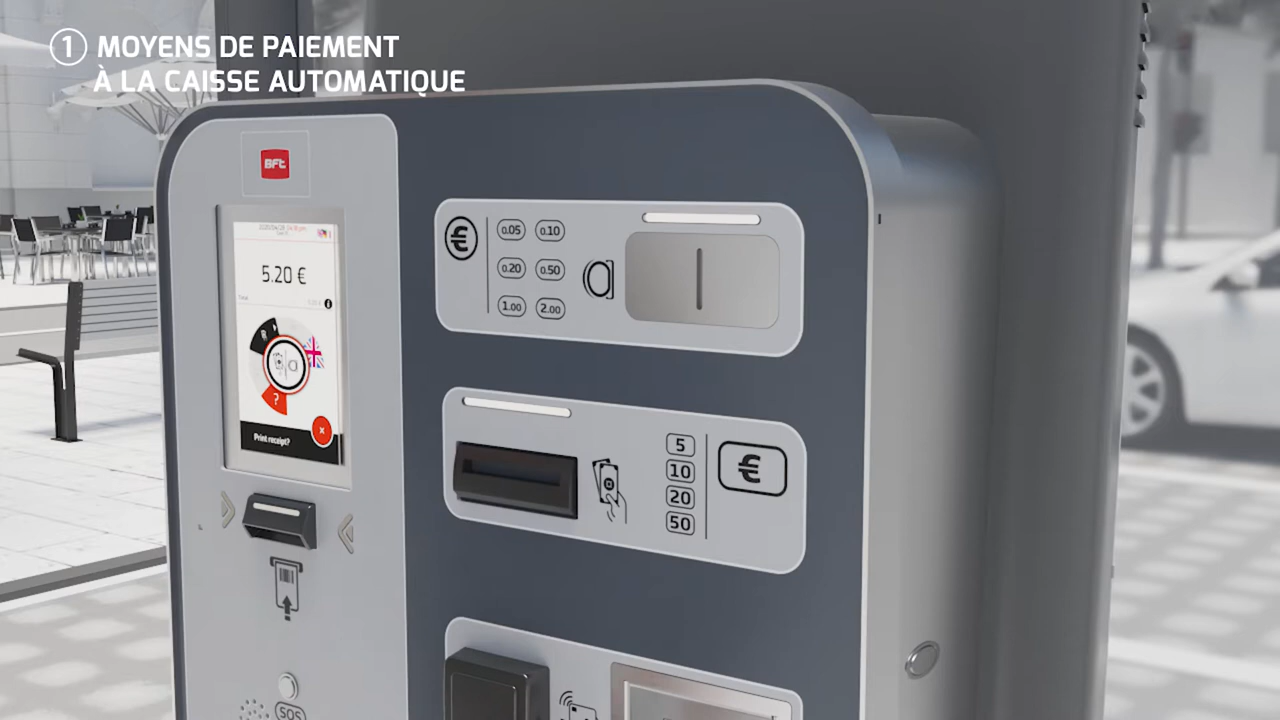 1 MOYENS DE PAIEMENT
À LA CAISSE AUTOMATIQUE
BFt
5.20 €
Total
?
x
Print receipt?
SOS
€
0.05 0.10
0.20 0.50
1.00 2.00
5
10
20
50
€